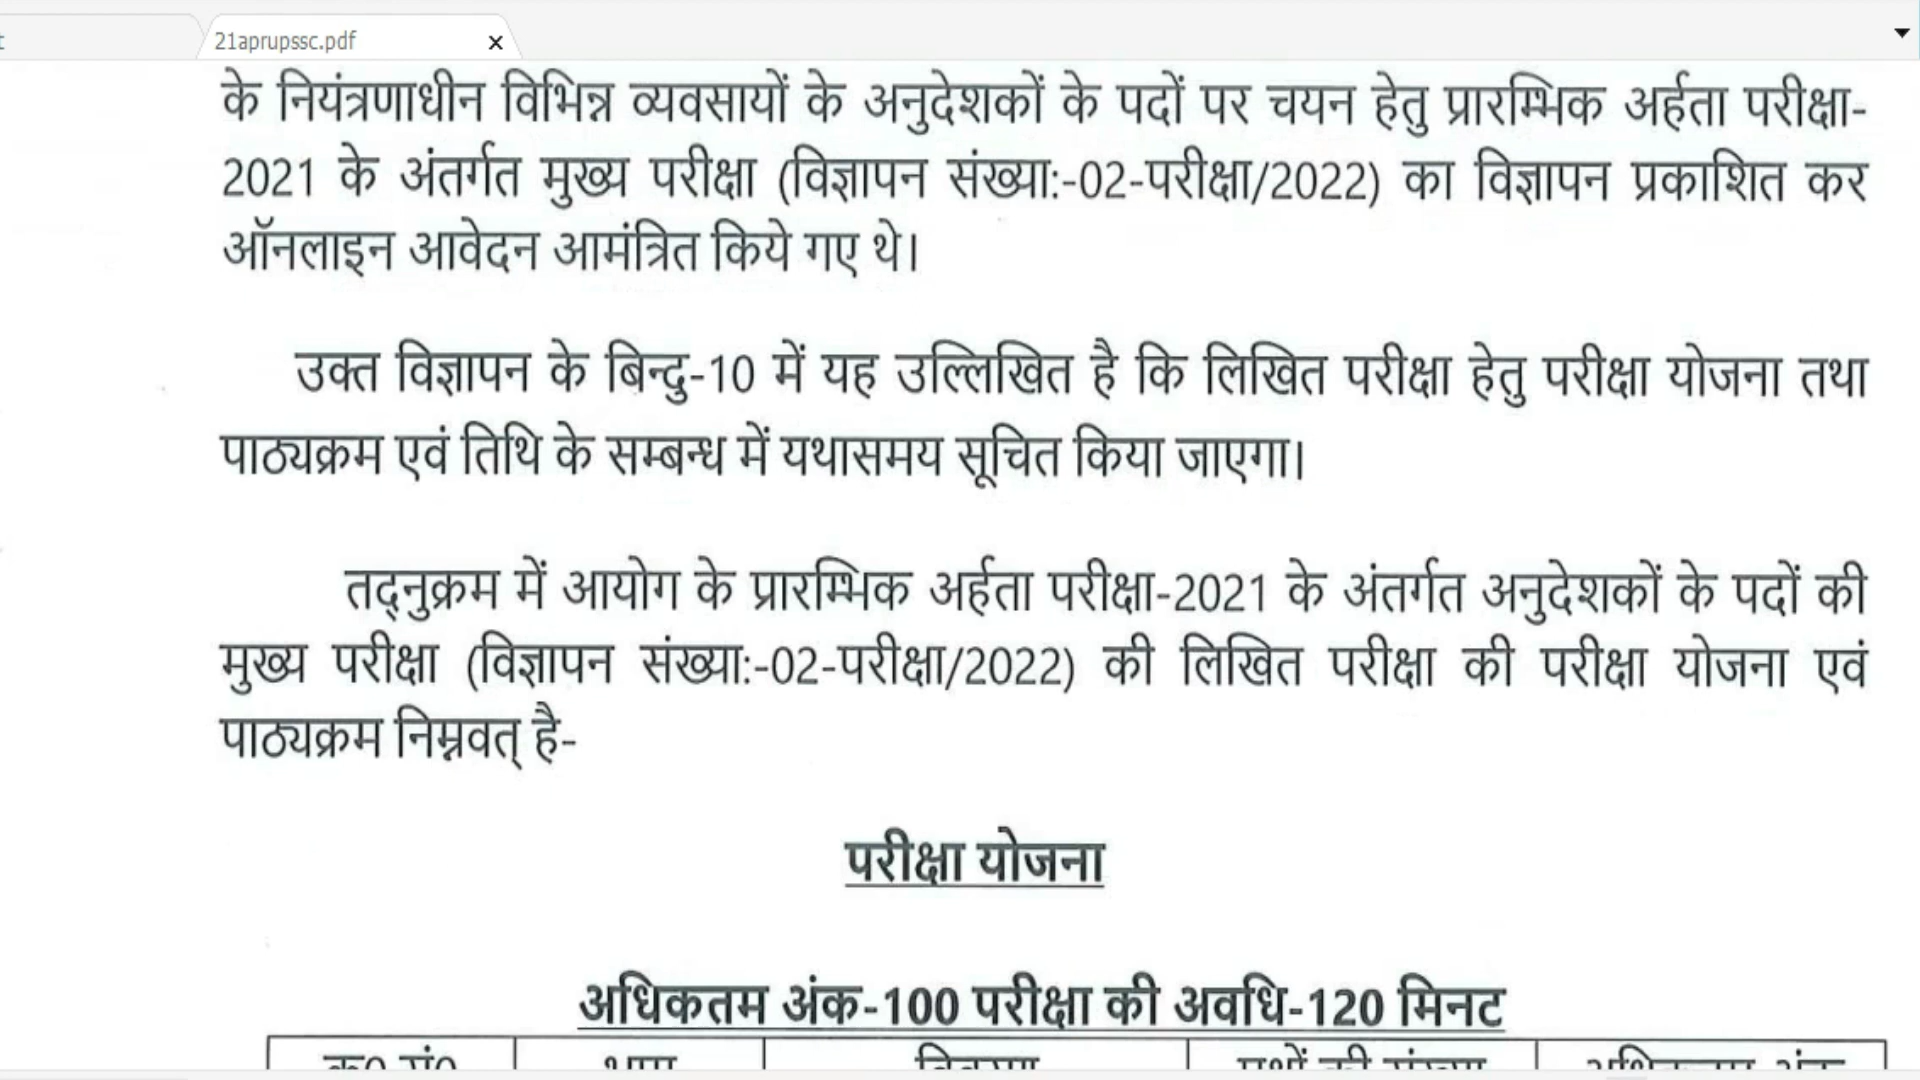 21aprupssc.pdf
के नियंत्रणाधीन विभिन्न व्यवसायों के अनुदेशकों के पदों पर चयन हेतु प्रारम्भिक अर्हता परीक्षा-
2021 के अंतर्गत मुख्य परीक्षा (विज्ञापन संख्या:-02-परीक्षा/2022) का विज्ञापन प्रकाशित कर
ऑनलाइन आवेदन आमंत्रित किये गए थे।
उक्त विज्ञापन के बिन्दु-10 में यह उल्लिखित है कि लिखित परीक्षा हेतु परीक्षा योजना तथा
पाठ्यक्रम एवं तिथि के सम्बन्ध में यथासमय सूचित किया जाएगा।
तद्नुक्रम में आयोग के प्रारम्भिक अर्हता परीक्षा-2021 के अंतर्गत अनुदेशकों के पदों की
मुख्य परीक्षा (विज्ञापन संख्या:-02-परीक्षा/2022) की लिखित परीक्षा की परीक्षा योजना एवं
पाठ्यक्रम निम्नवत् है-
परीक्षा योजना
अधिकतम अंक-100 परीक्षा की अवधि-120 मिनट